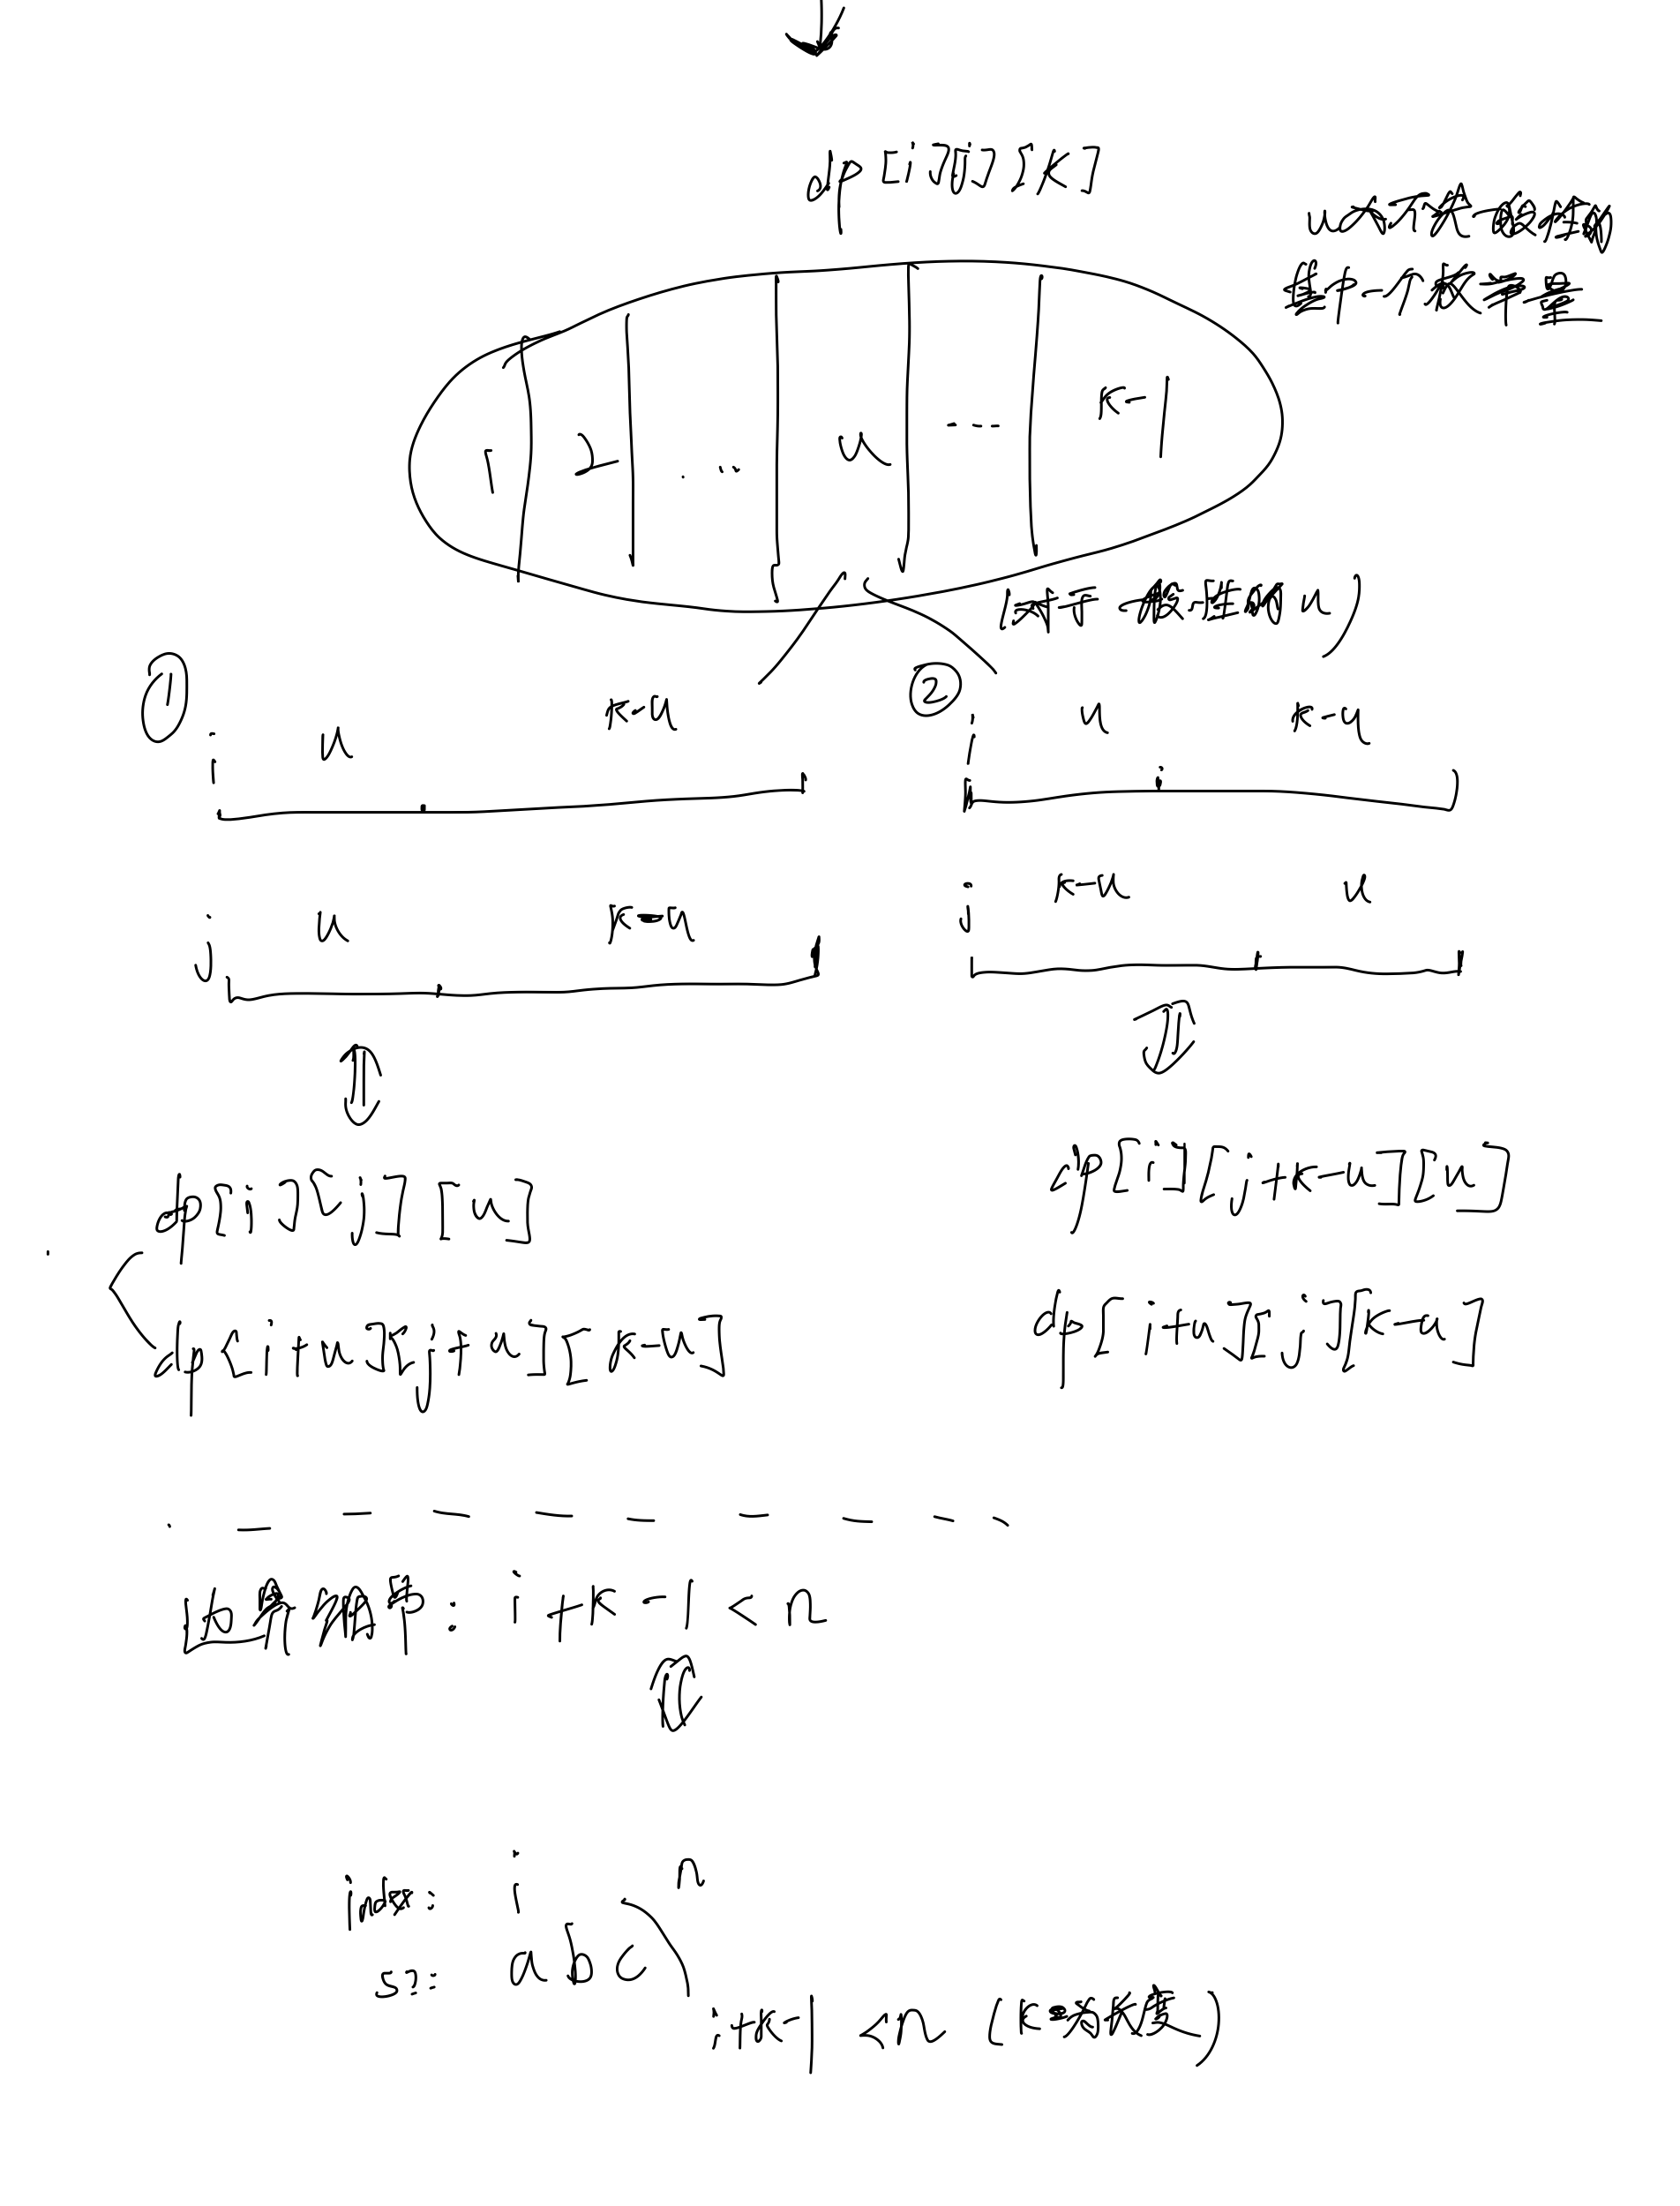 dp[i][j][k]
u从不失一般性的
集中一个枚举量
1 2 ... u ... k-1
(对于一般性的u)
① ②
i u k-u
i u k-u
j u k-u
j k-u u
dp[i][j][u]
dp[i][j+k-u][u]
dp[i+u][j+u][k-u]
dp[i+u][j][k-u]
边界细节: i+k-1<n
index: i n
s1: a b c
i+k-1 <n (k为长度)